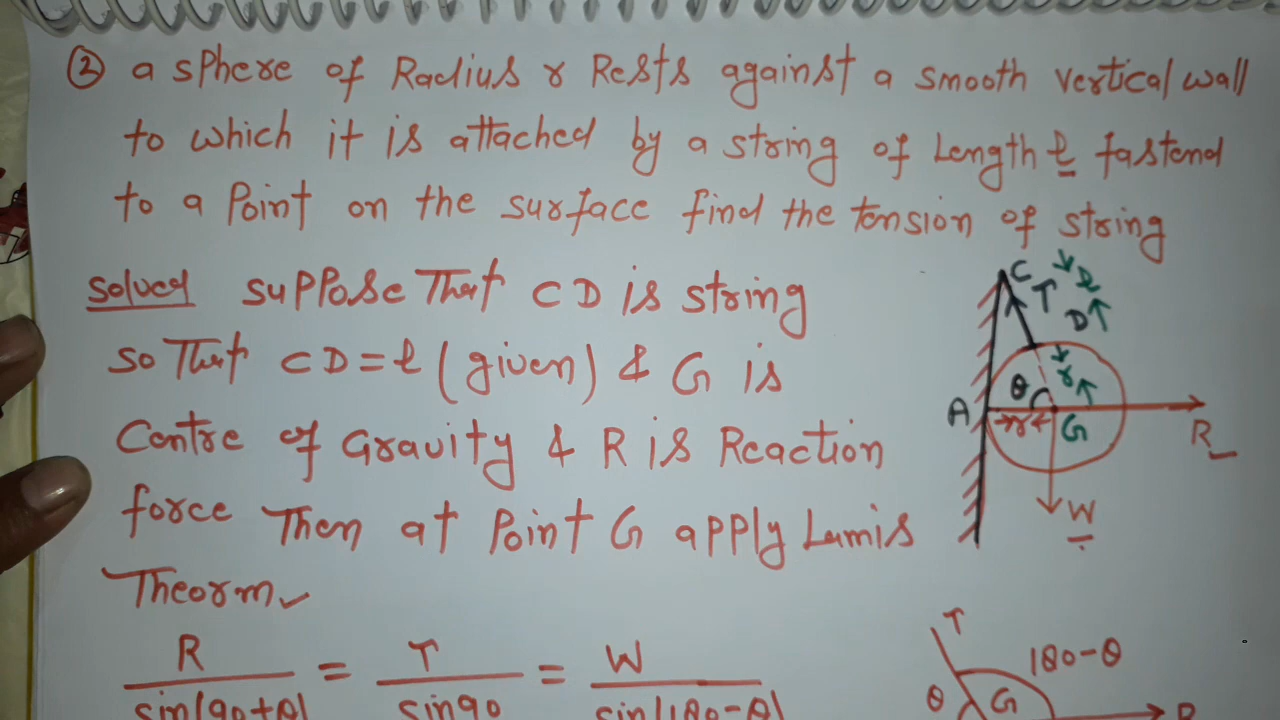 ② a sphere of Radius r Rests against a smooth vertical wall
to which it is attached by a string of Length l fastend
to a Point on the surface find the tension of string
Solved suppose That CD is string
so That CD = l (given) & G is
Centre of Gravity & R is Reaction
force Then at Point G apply Lamis
Theorm
R / sin(90+θ) = T / sin90 = W / sin(180-θ)
C
T
l
D
r
θ
A
r
G
R
W
T
180-θ
θ
G
R